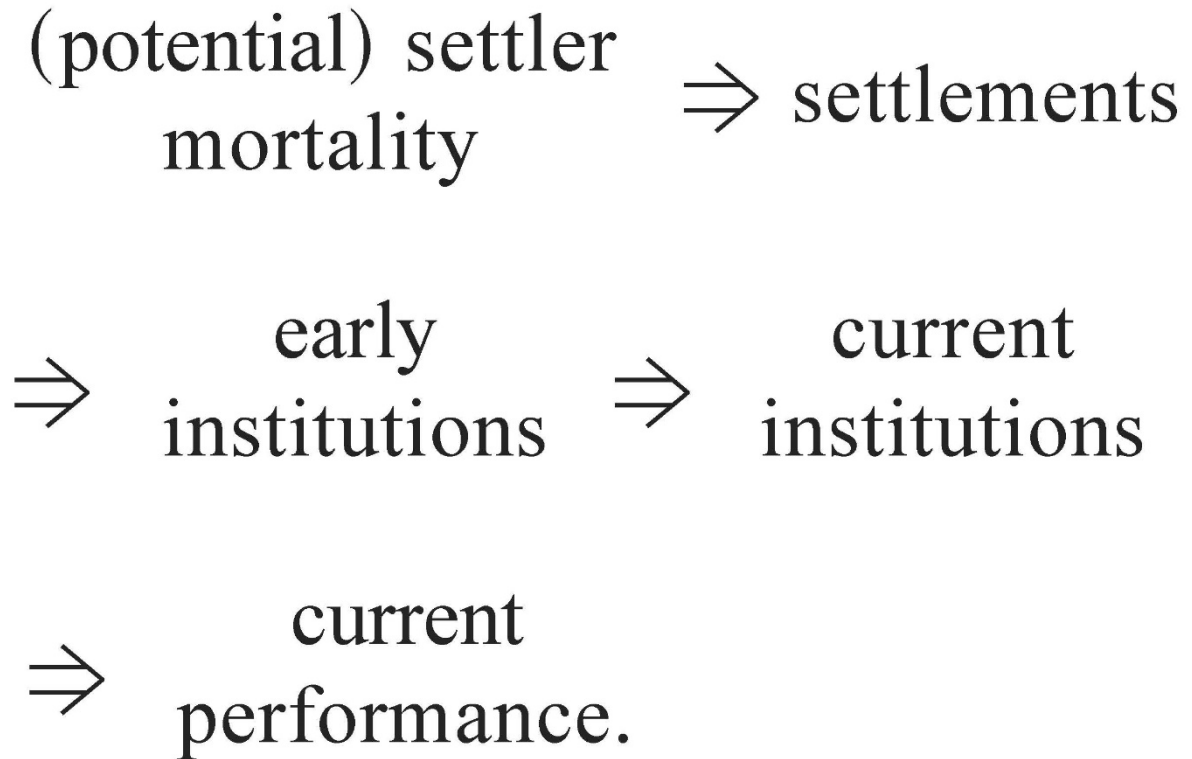 (potential) settler mortality ⇒ settlements
⇒ early institutions ⇒ current institutions
⇒ current performance.